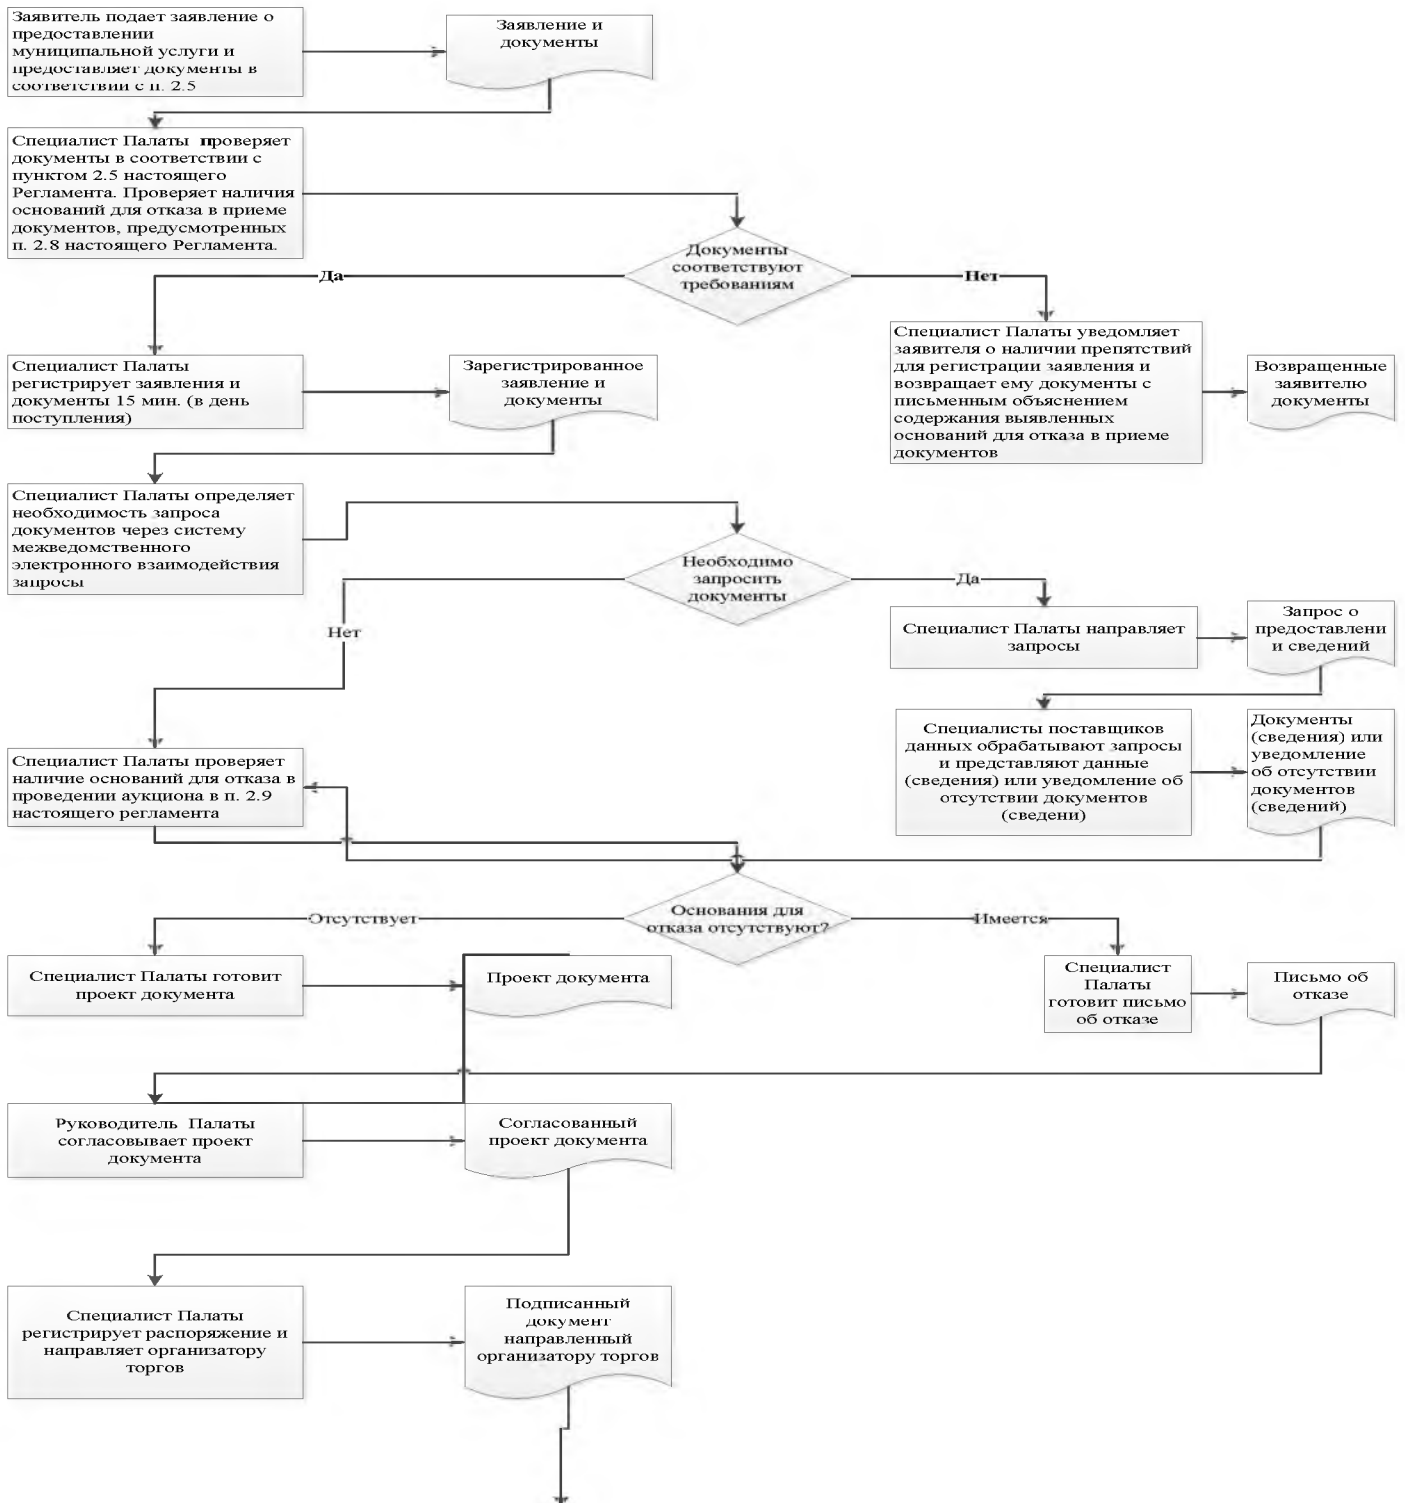 Заявитель подает заявление о
предоставлении
муниципальной услуги и
предоставляет документы в
соответствии с п. 2.5
Заявление и
документы
Специалист Палаты проверяет
документы в соответствии с
пунктом 2.5 настоящего
Регламента. Проверяет наличия
оснований для отказа в приеме
документов, предусмотренных
п. 2.8 настоящего Регламента.
Документы
соответствуют
требованиям
Да
Нет
Специалист Палаты
регистрирует заявления и
документы 15 мин. (в день
поступления)
Зарегистрированное
заявление и
документы
Специалист Палаты уведомляет
заявителя о наличии препятствий
для регистрации заявления и
возвращает ему документы с
письменным объяснением
содержания выявленных
оснований для отказа в приеме
документов
Возвращенные
заявителю
документы
Специалист Палаты определяет
необходимость запроса
документов через систему
межведомственного
электронного взаимодействия
запросы
Необходимо
запросить
документы
Да
Нет
Специалист Палаты направляет
запросы
Запрос о
предоставлени
и сведений
Специалисты поставщиков
данных обрабатывают запросы
и представляют данные
(сведения) или уведомление об
отсутствии документов
(сведени)
Документы
(сведения) или
уведомление
об отсутствии
документов
(сведений)
Специалист Палаты проверяет
наличие оснований для отказа в
проведении аукциона в п. 2.9
настоящего регламента
Основания для
отказа отсутствуют?
Отсутствует
Имеется
Специалист Палаты готовит
проект документа
Проект документа
Специалист
Палаты
готовит письмо
об отказе
Письмо об
отказе
Руководитель Палаты
согласовывает проект
документа
Согласованный
проект документа
Специалист Палаты
регистрирует распоряжение и
направляет организатору
торгов
Подписанный
документ
направленный
организатору торгов